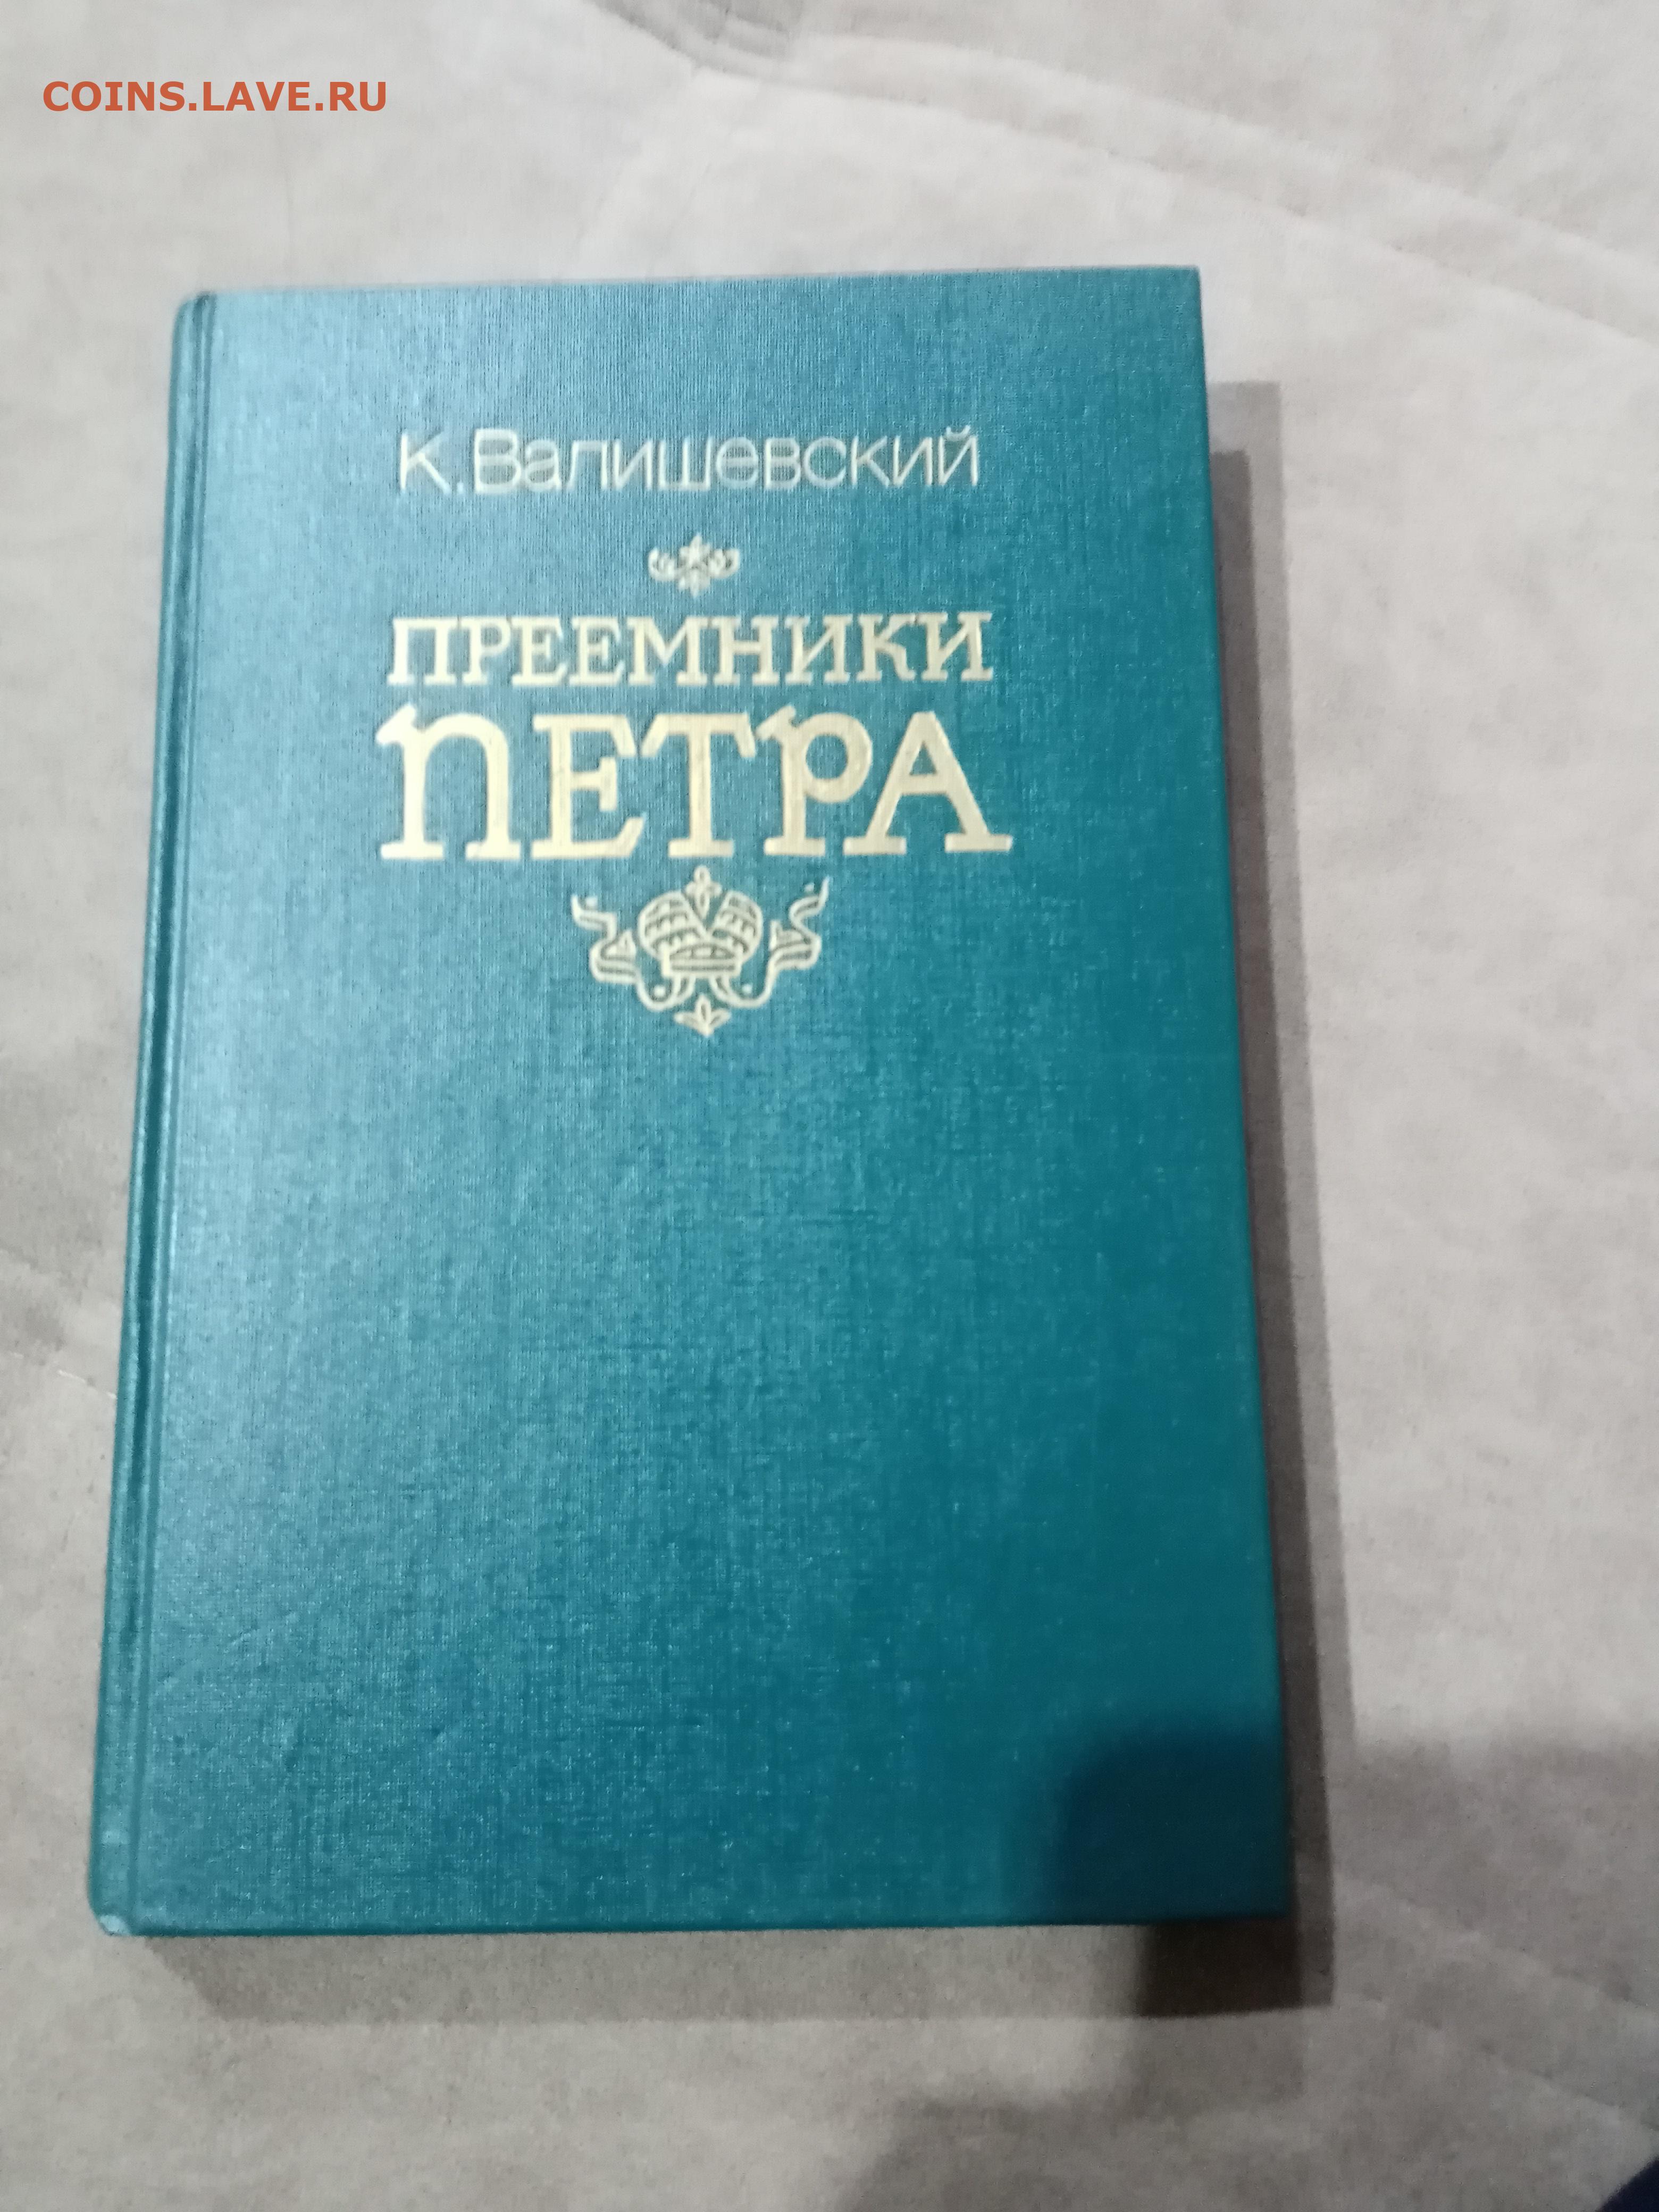 COINS.LAVE.RU
К. Валишевский
ПРЕЕМНИКИ
ПЕТРА